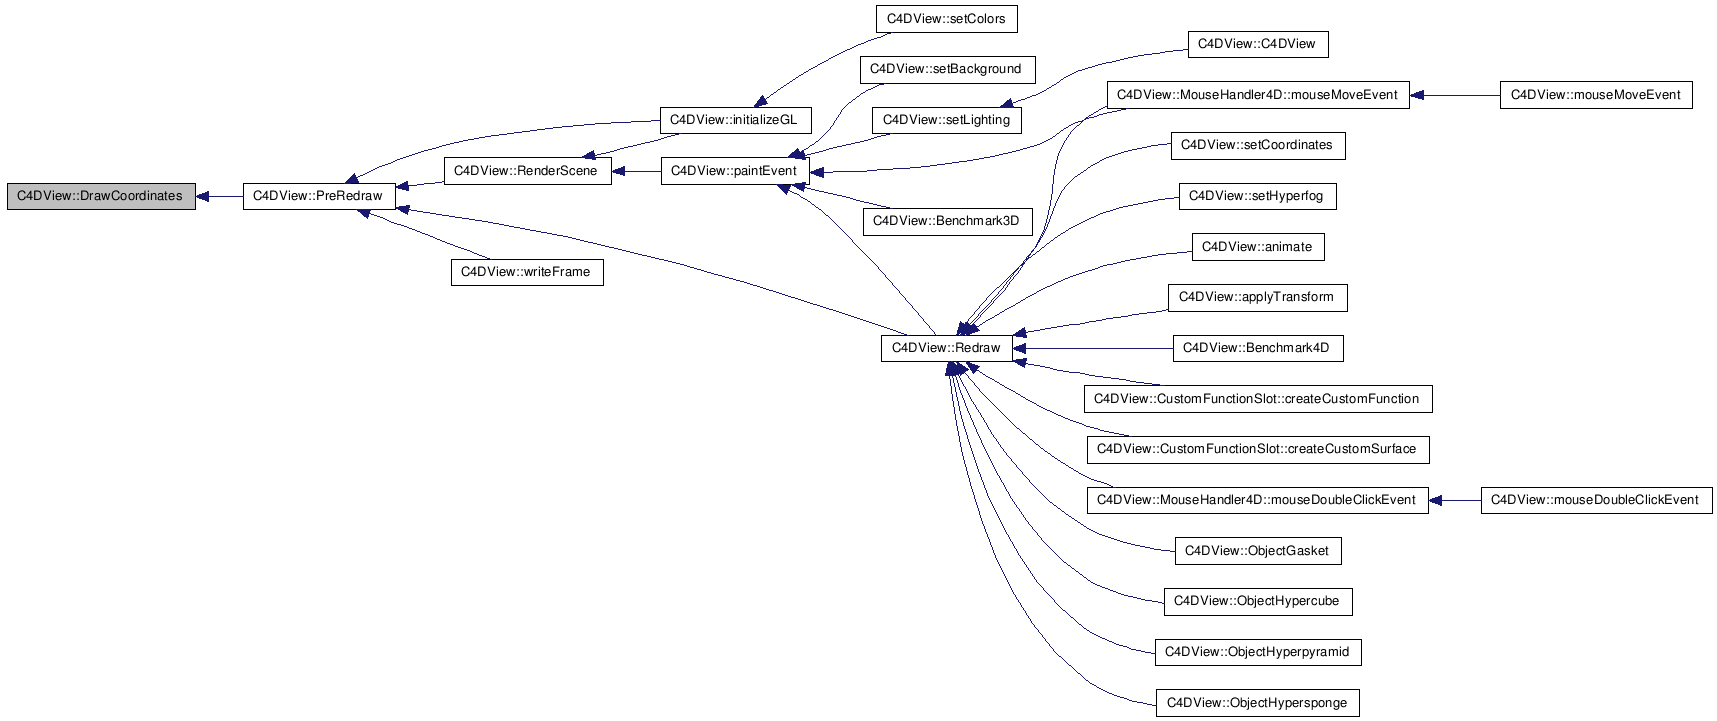 C4DView::setColors
C4DView::C4DView
C4DView::setBackground
C4DView::MouseHandler4D::mouseMoveEvent
C4DView::mouseMoveEvent
C4DView::initializeGL
C4DView::setLighting
C4DView::setCoordinates
C4DView::RenderScene
C4DView::paintEvent
C4DView::DrawCoordinates
C4DView::PreRedraw
C4DView::setHyperfog
C4DView::Benchmark3D
C4DView::animate
C4DView::writeFrame
C4DView::applyTransform
C4DView::Redraw
C4DView::Benchmark4D
C4DView::CustomFunctionSlot::createCustomFunction
C4DView::CustomFunctionSlot::createCustomSurface
C4DView::MouseHandler4D::mouseDoubleClickEvent
C4DView::mouseDoubleClickEvent
C4DView::ObjectGasket
C4DView::ObjectHypercube
C4DView::ObjectHyperpyramid
C4DView::ObjectHypersponge